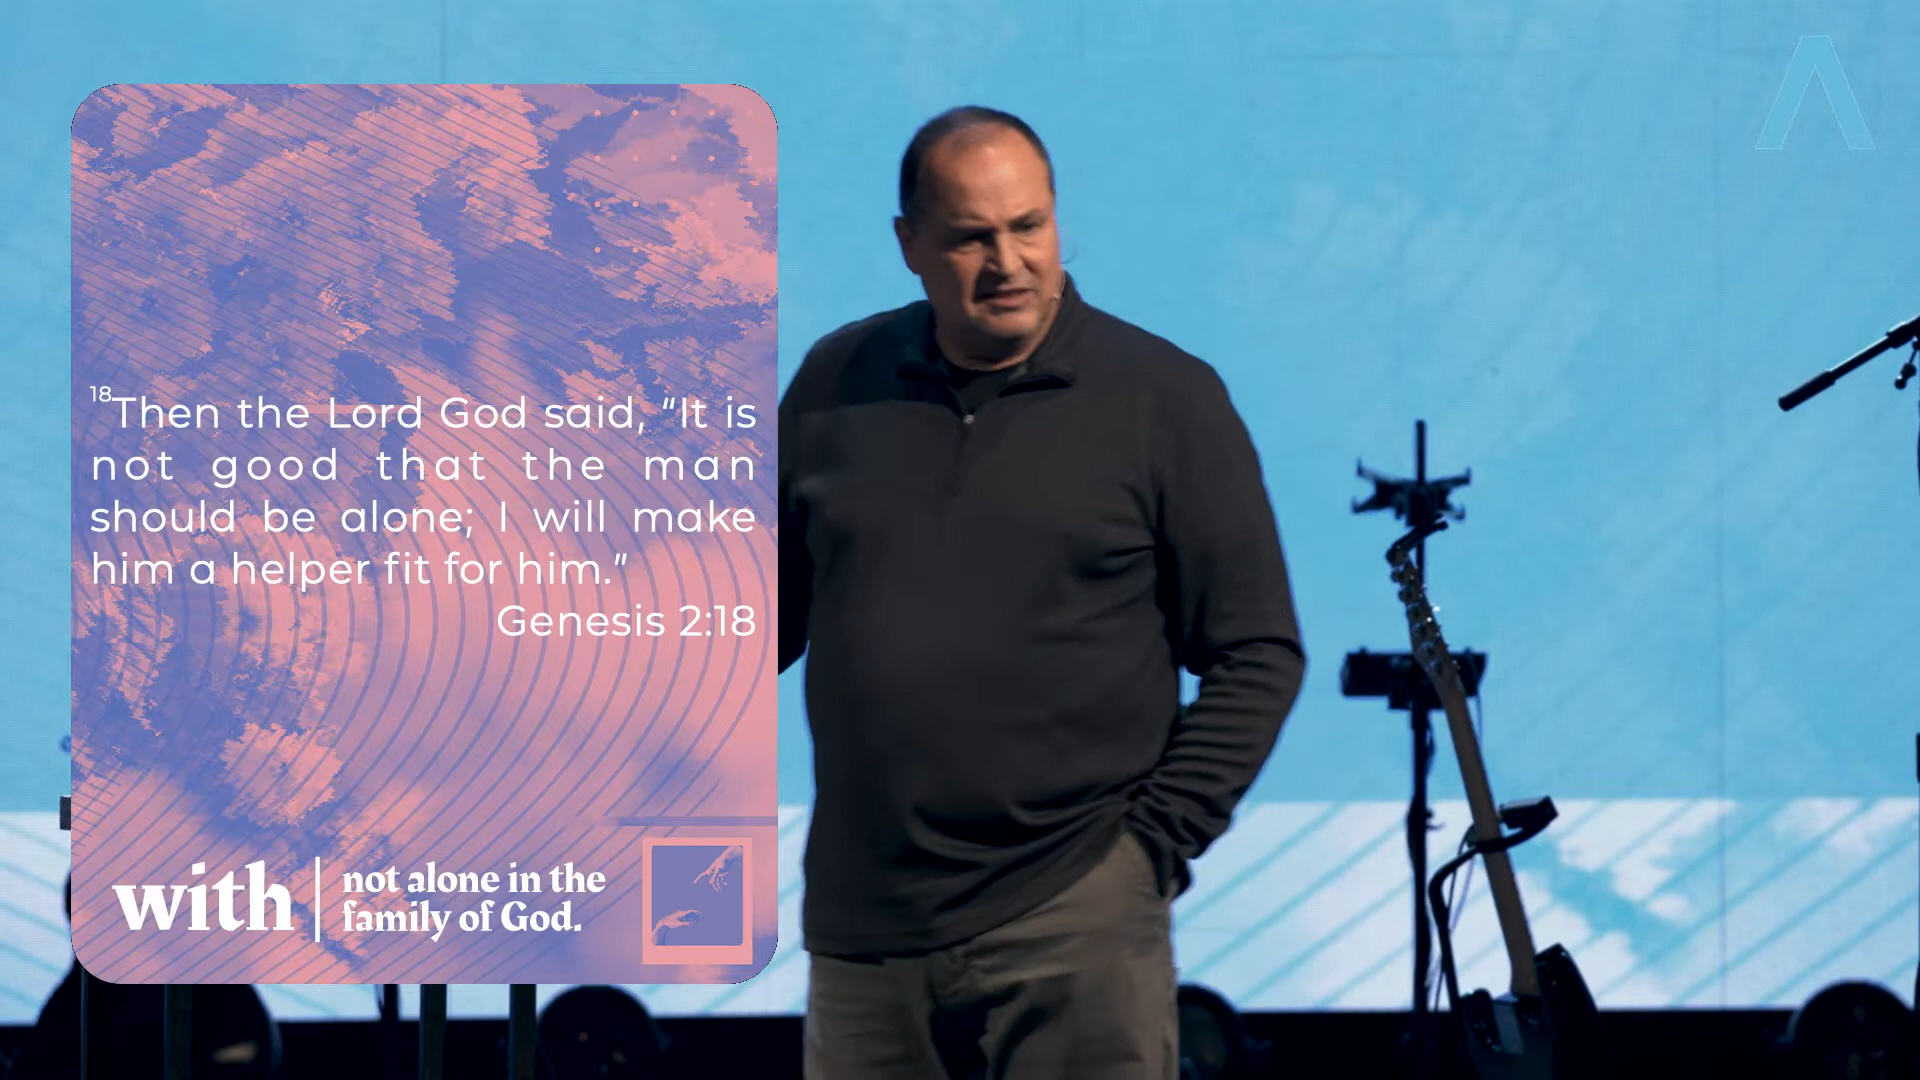 18Then the Lord God said, "It is
not good that the man
should be alone; I will make
him a helper fit for him."
Genesis 2:18
with
not alone in the
family of God.